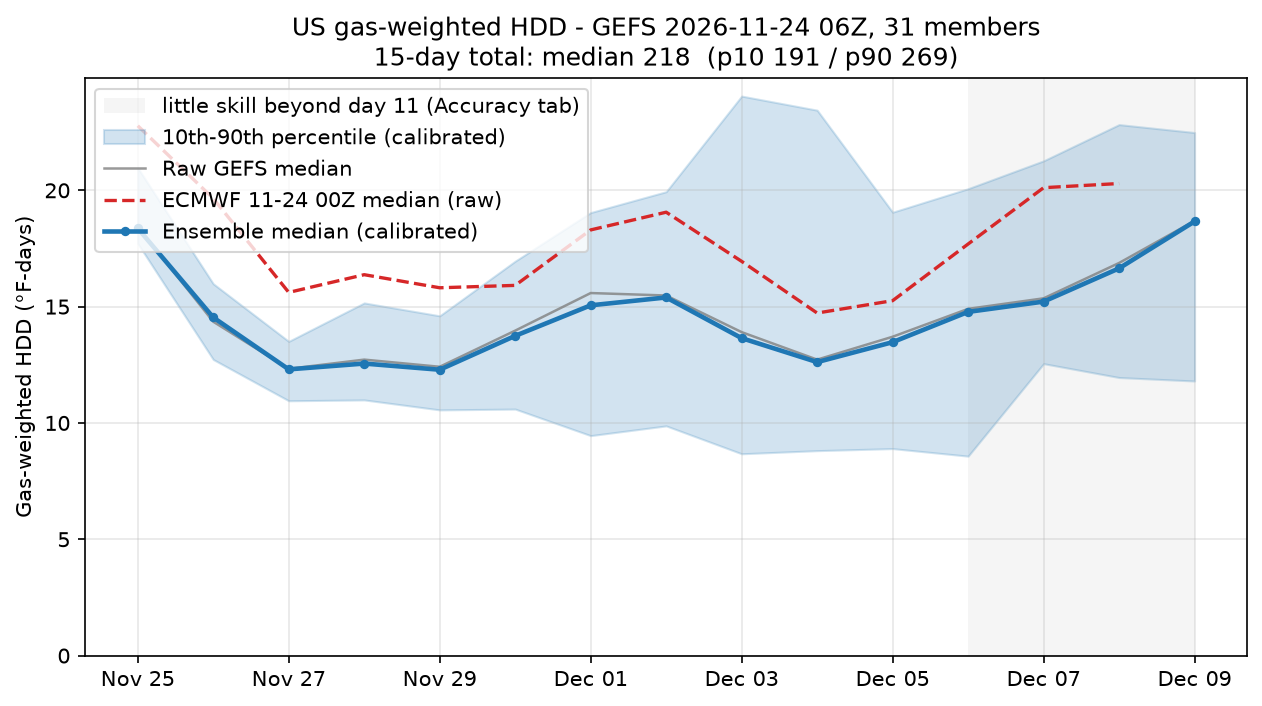 US gas-weighted HDD - GEFS 2026-11-24 06Z, 31 members
15-day total: median 218  (p10 191 / p90 269)
little skill beyond day 11 (Accuracy tab)
10th-90th percentile (calibrated)
Raw GEFS median
ECMWF 11-24 00Z median (raw)
Ensemble median (calibrated)
Gas-weighted HDD (°F-days)
20
15
10
5
0
Nov 25
Nov 27
Nov 29
Dec 01
Dec 03
Dec 05
Dec 07
Dec 09